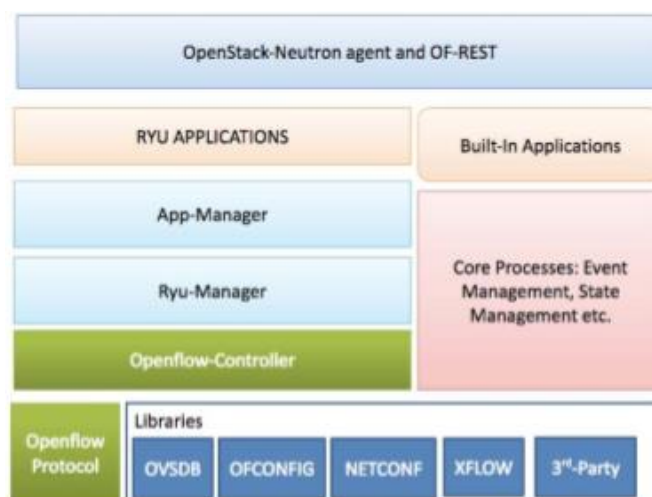 OpenStack-Neutron agent and OF-REST
RYU APPLICATIONS
Built-In Applications
App-Manager
Ryu-Manager
Core Processes: Event
Management, State
Management etc.
Openflow-Controller
Openflow
Protocol
Libraries
OVSDB OFCONFIG NETCONF XFLOW 3rd-Party